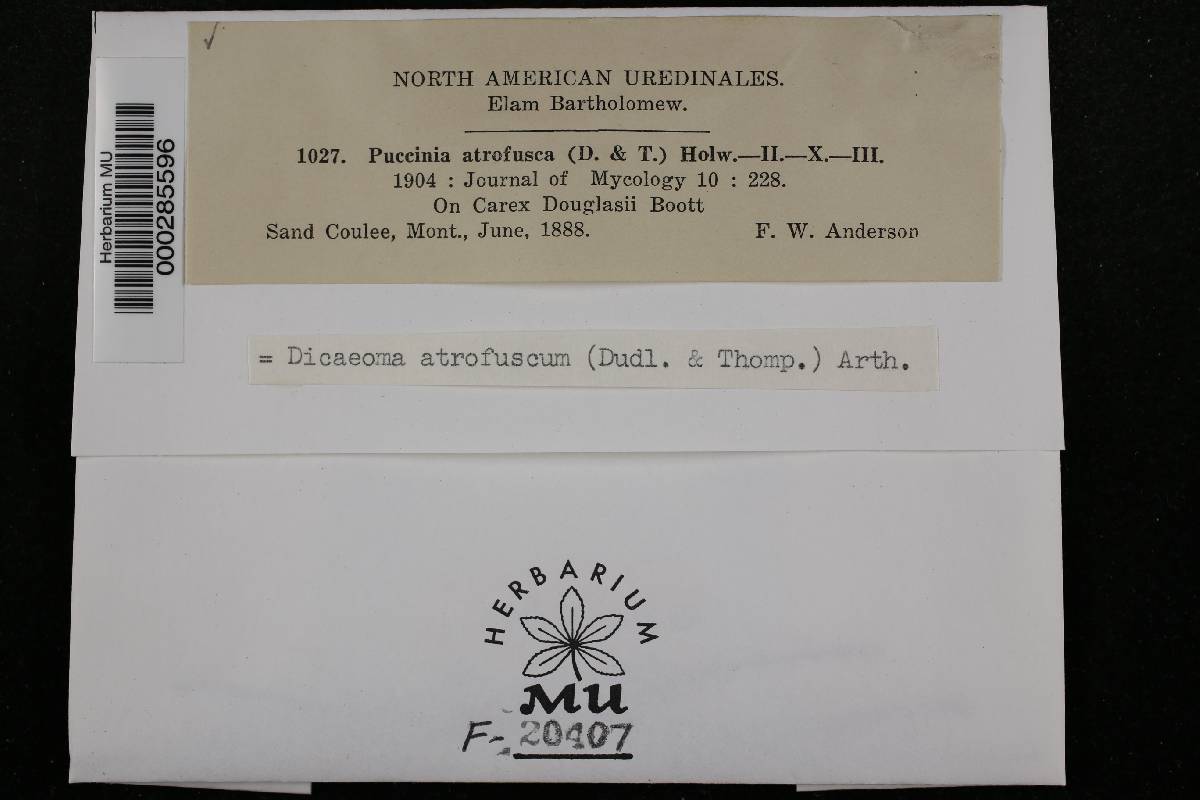 NORTH AMERICAN UREDINALES.
Elam Bartholomew.
1027. Puccinia atrofusca (D. & T.) Holw.—II.—X.—III.
1904 : Journal of Mycology 10 : 228.
On Carex Douglasii Boott
Sand Coulee, Mont., June, 1888. F. W. Anderson
Herbarium MU
000285596
= Dicaeoma atrofuscum (Dudl. & Thomp.) Arth.
HERBARIUM
MU
F-20407